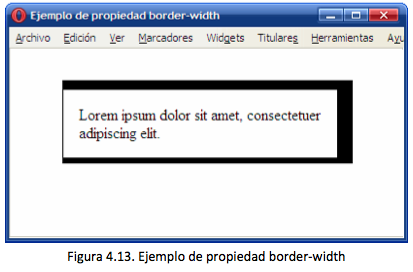 Ejemplo de propiedad border-width
Archivo Edición Ver Marcadores Widgets Titulares Herramientas Ayu
Lorem ipsum dolor sit amet, consectetuer
adipiscing elit.
Figura 4.13. Ejemplo de propiedad border-width